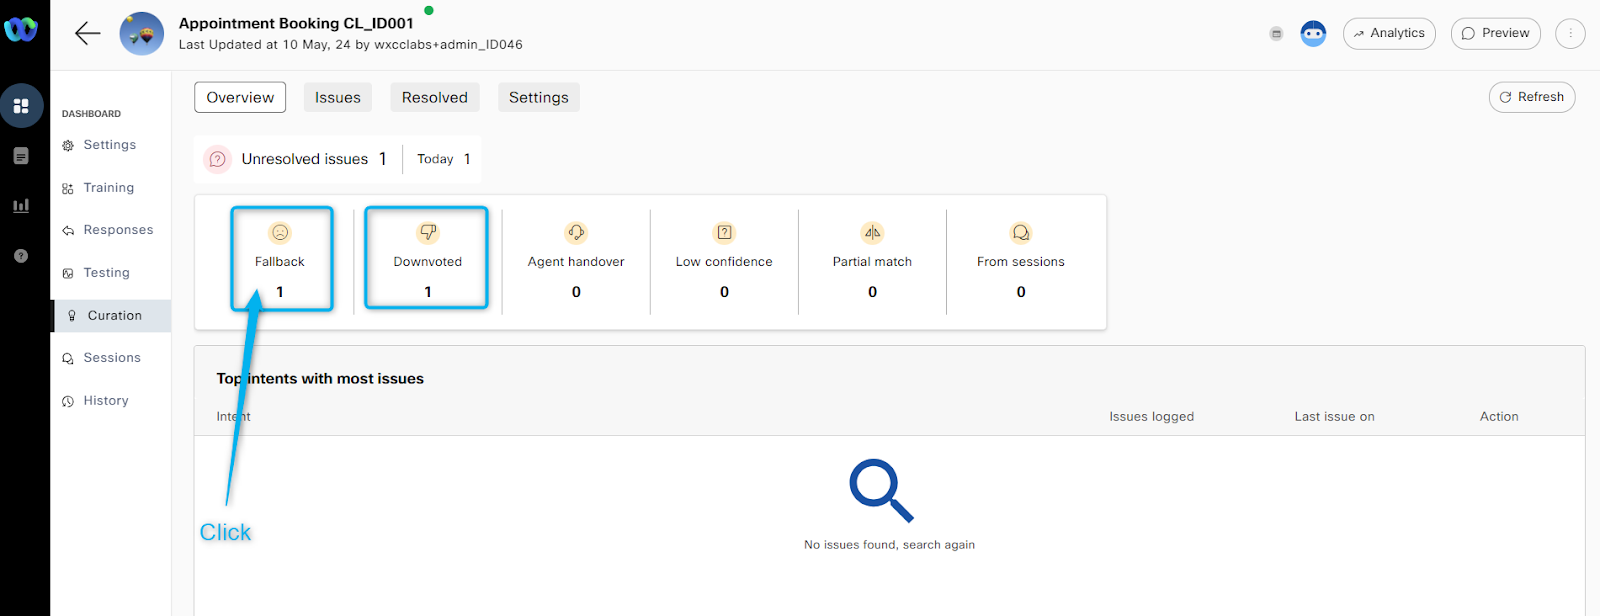 Appointment Booking CL_ID001
Last Updated at 10 May, 24 by wxcclabs+admin_ID046
Analytics
Preview
DASHBOARD
Settings
Training
Responses
Testing
Curation
Sessions
History
Overview
Issues
Resolved
Settings
Refresh
Unresolved issues 1
Today 1
Fallback
1
Downvoted
1
Agent handover
0
Low confidence
0
Partial match
0
From sessions
0
Top intents with most issues
Intent Issues logged Last issue on Action
No issues found, search again
Click